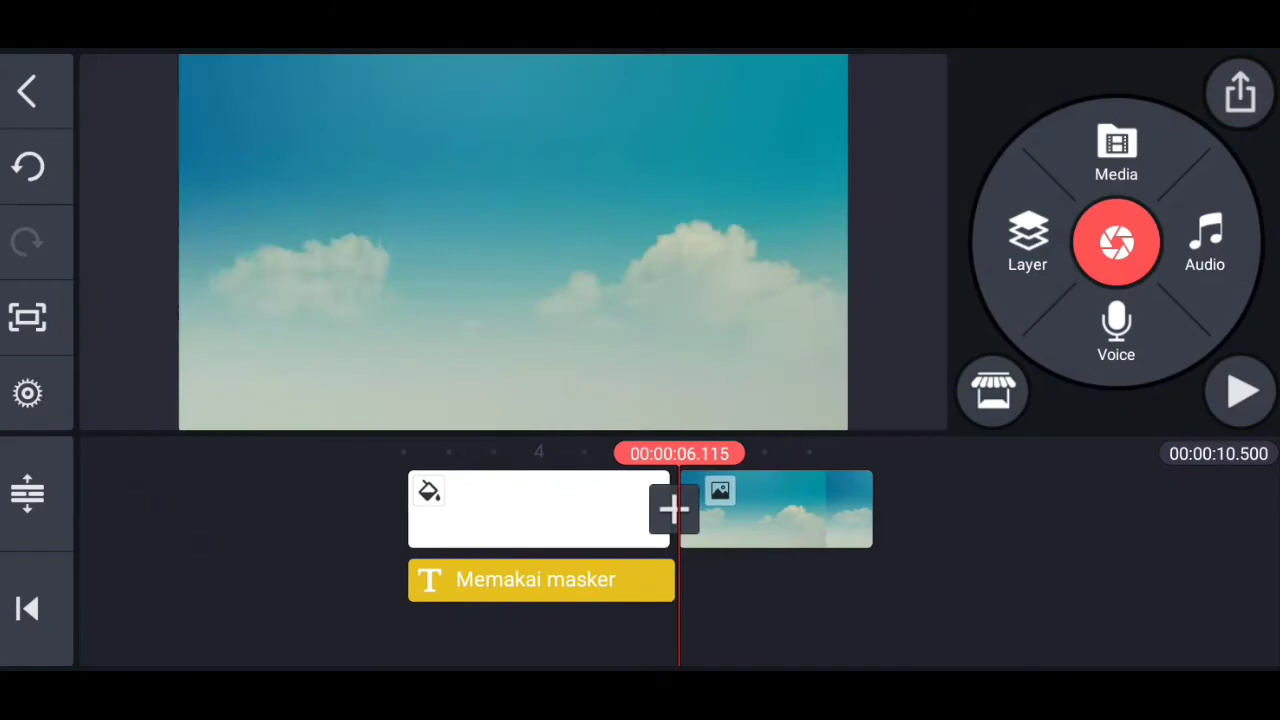 Media
Layer
Audio
Voice
4
00:00:06.115
00:00:10.500
T Memakai masker